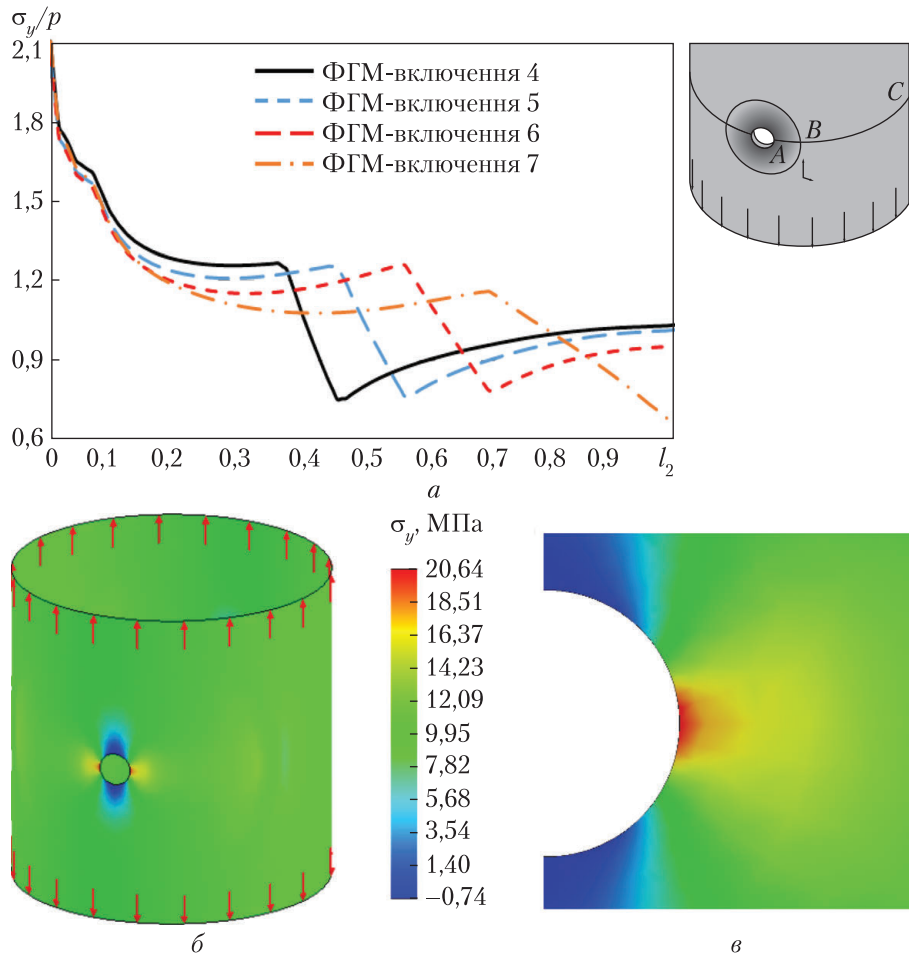 σy/p
2,1
1,8
1,5
1,2
0,9
0,6
0 0,1 0,2 0,3 0,4 0,5 0,6 0,7 0,8 0,9 l2
ФГМ-включення 4
ФГМ-включення 5
ФГМ-включення 6
ФГМ-включення 7
C
B
A
а
σy, МПа
20,64
18,51
16,37
14,23
12,09
9,95
7,82
5,68
3,54
1,40
−0,74
б
в